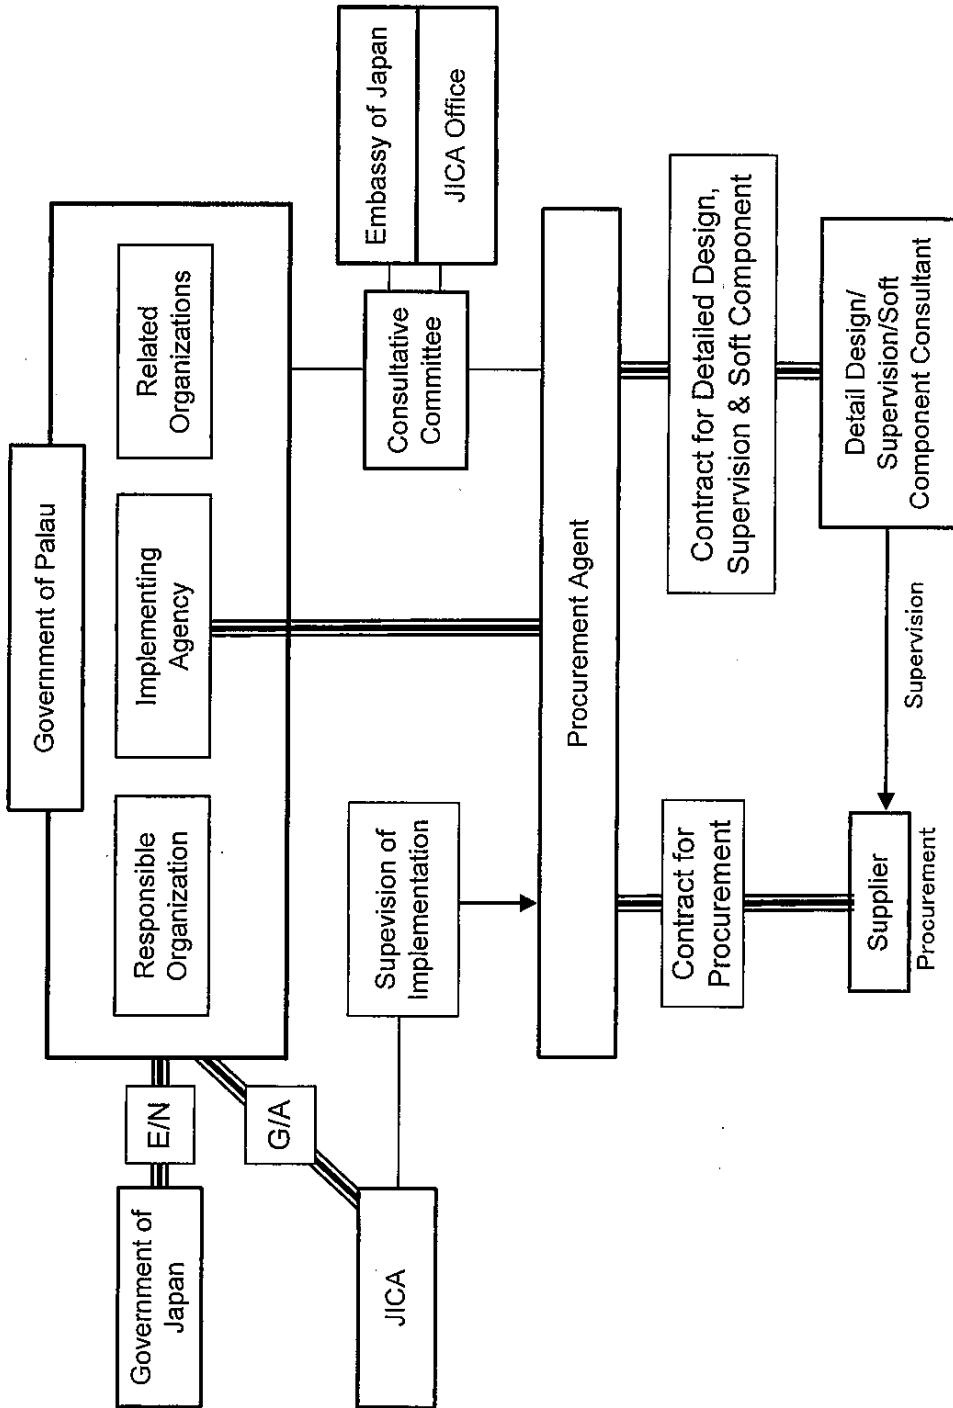 Government of Palau
Responsible
Organization
Implementing
Agency
Related
Organizations
Government of
Japan
E/N
G/A
JICA
Supevision of
Implementation
Consultative
Committee
Embassy of Japan
JICA Office
Procurement Agent
Contract for
Procurement
Contract for Detailed Design,
Supervision & Soft Component
Supplier
Procurement
Supervision
Detail Design/
Supervision/Soft
Component Consultant